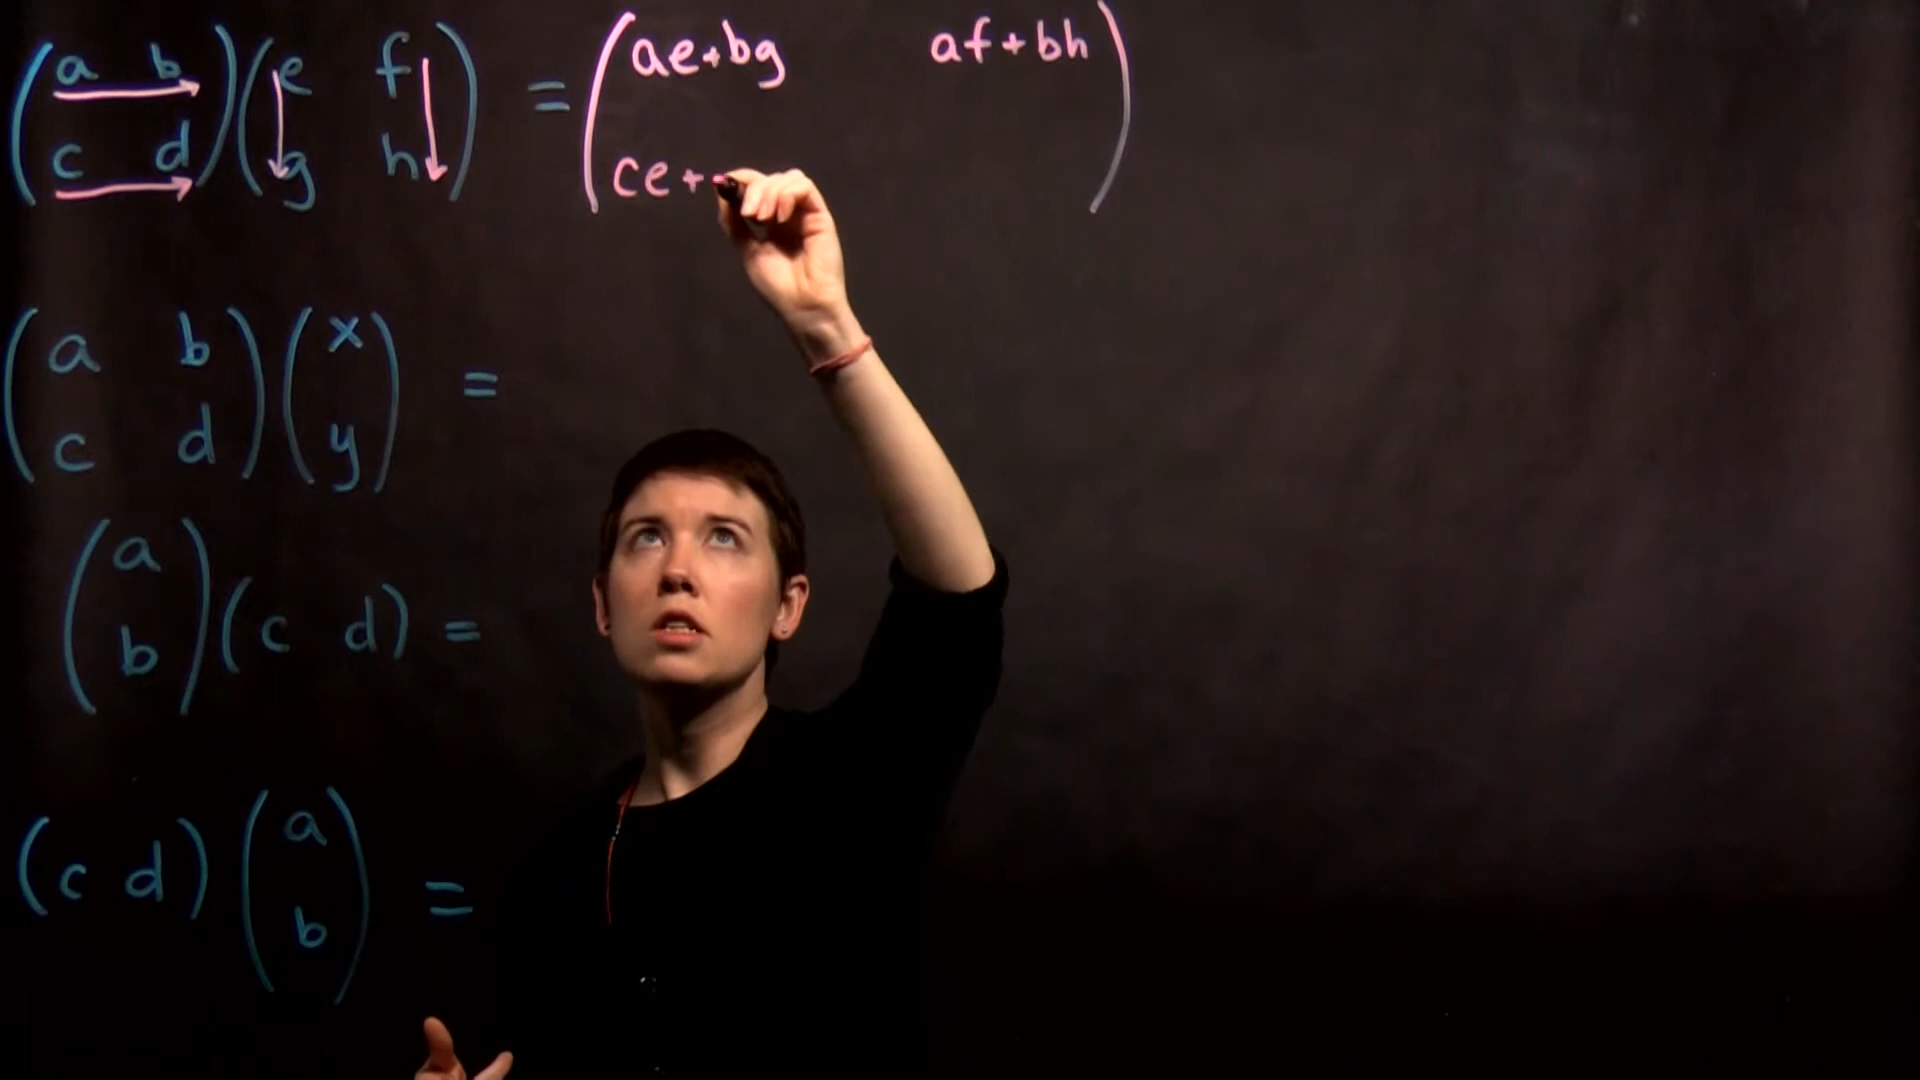 (a b) (e f) = (ae+bg af+bh)
(c d) (g h) (ce+
(a b) (x) =
(c d) (y)
(a) (c d) =
(b)
(c d) (a) =
(b)